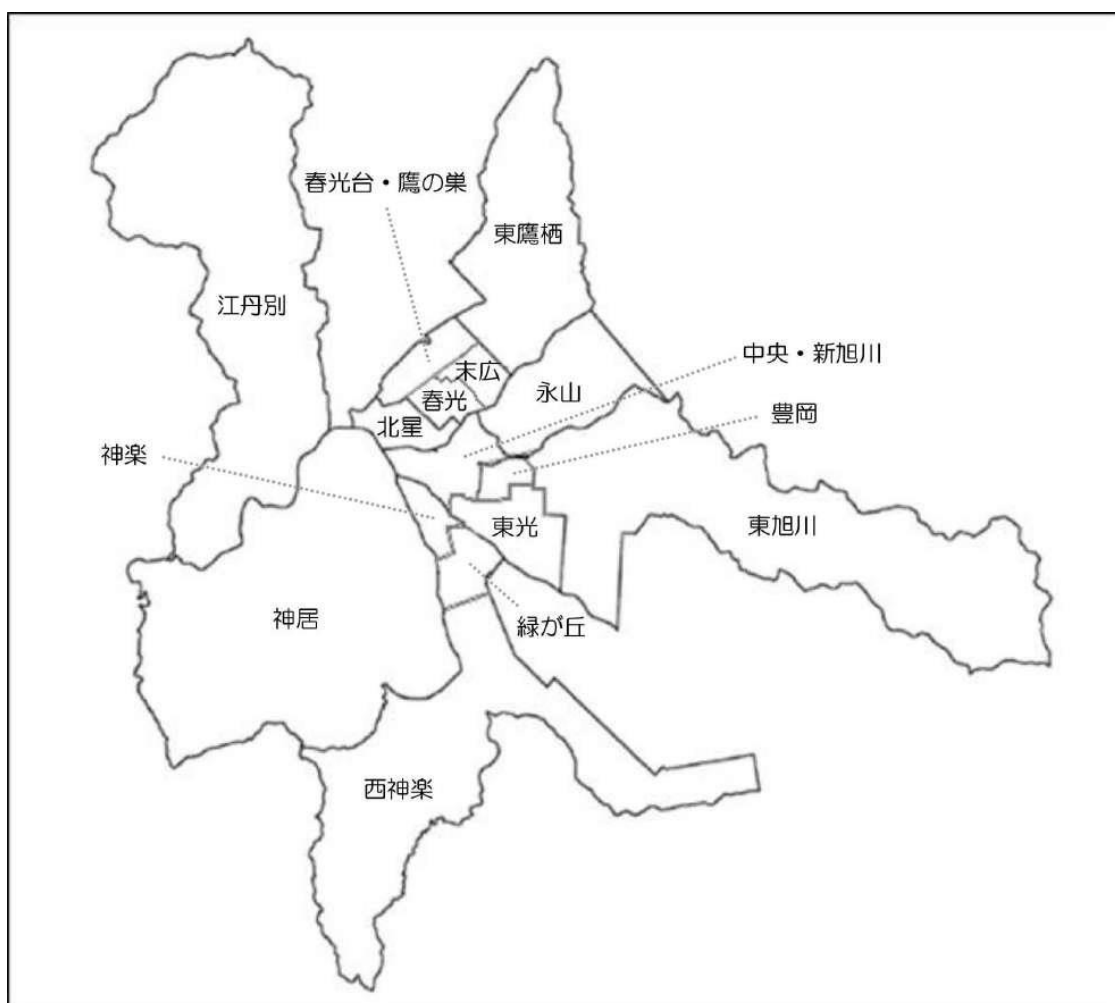 春光台・鷹の巣
東鷹栖
江丹別
中央・新旭川
末広
永山
春光
豊岡
北星
神楽
東光
東旭川
神居
緑が丘
西神楽